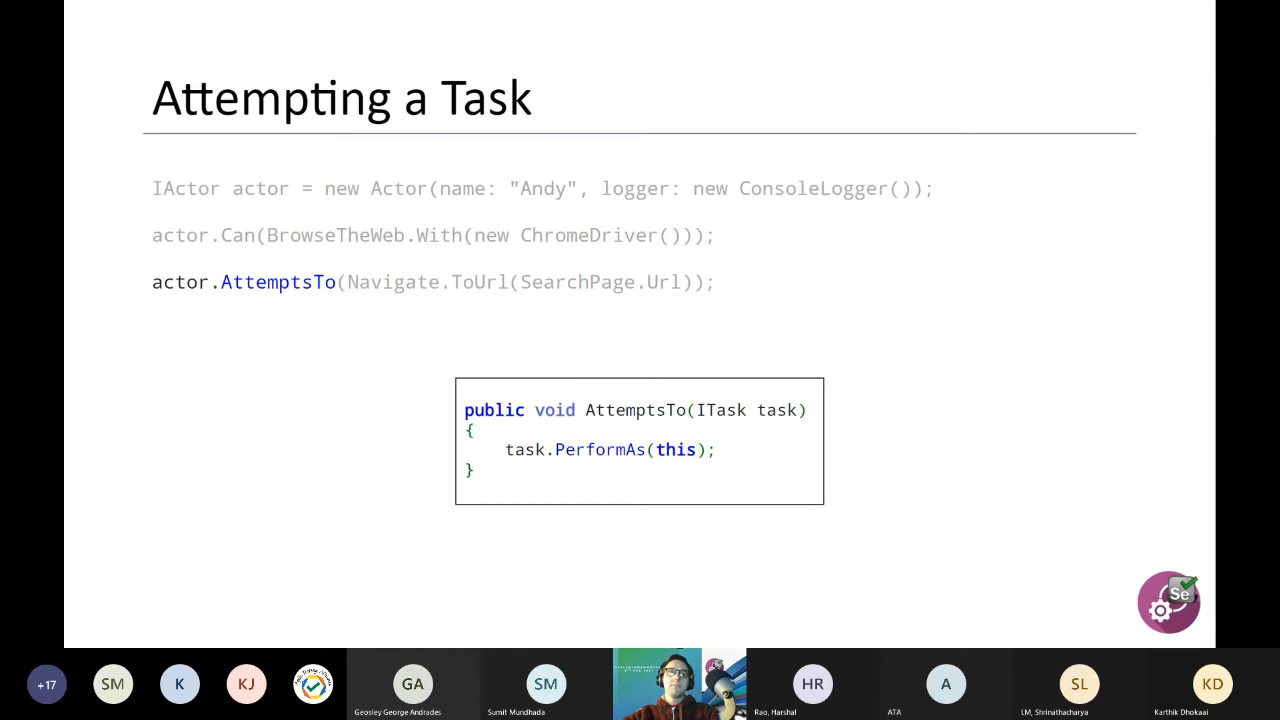 Attempting a Task
IActor actor = new Actor(name: "Andy", logger: new ConsoleLogger());
actor.Can(BrowseTheWeb.With(new ChromeDriver()));
actor.AttemptsTo(Navigate.ToUrl(SearchPage.Url));
public void AttemptsTo(ITask task)
{
task.PerformAs(this);
}
Se
+17
SM
K
KJ
GA
SM
HR
A
SL
KD
Geosley George Andrades
Sumit Mundhada
Rao, Harshal
ATA
LM, Shrinathacharya
Karthik Dhokaai